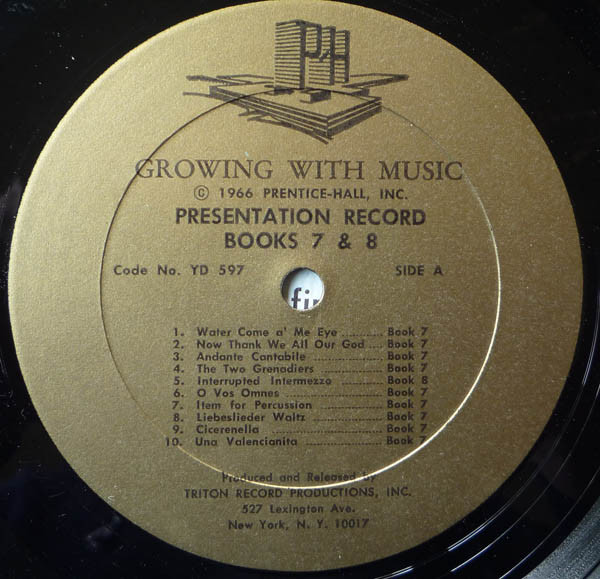 PH
GROWING WITH MUSIC
© 1966 PRENTICE-HALL, INC.
PRESENTATION RECORD
BOOKS 7 & 8
Code No. YD 597 SIDE A
fi
1. Water Come a' Me Eye .......... Book 7
2. Now Thank We All Our God ... Book 7
3. Andante Cantabile ................ Book 7
4. The Two Grenadiers .............. Book 7
5. Interrupted Intermezzo .......... Book 8
6. O Vos Omnes ....................... Book 7
7. Item for Percussion ............... Book 7
8. Liebeslieder Waltz ................ Book 7
9. Cicerenella .......................... Book 7
10. Una Valencianita .................. Book 7
Produced and Released by
TRITON RECORD PRODUCTIONS, INC.
527 Lexington Ave.
New York, N. Y. 10017